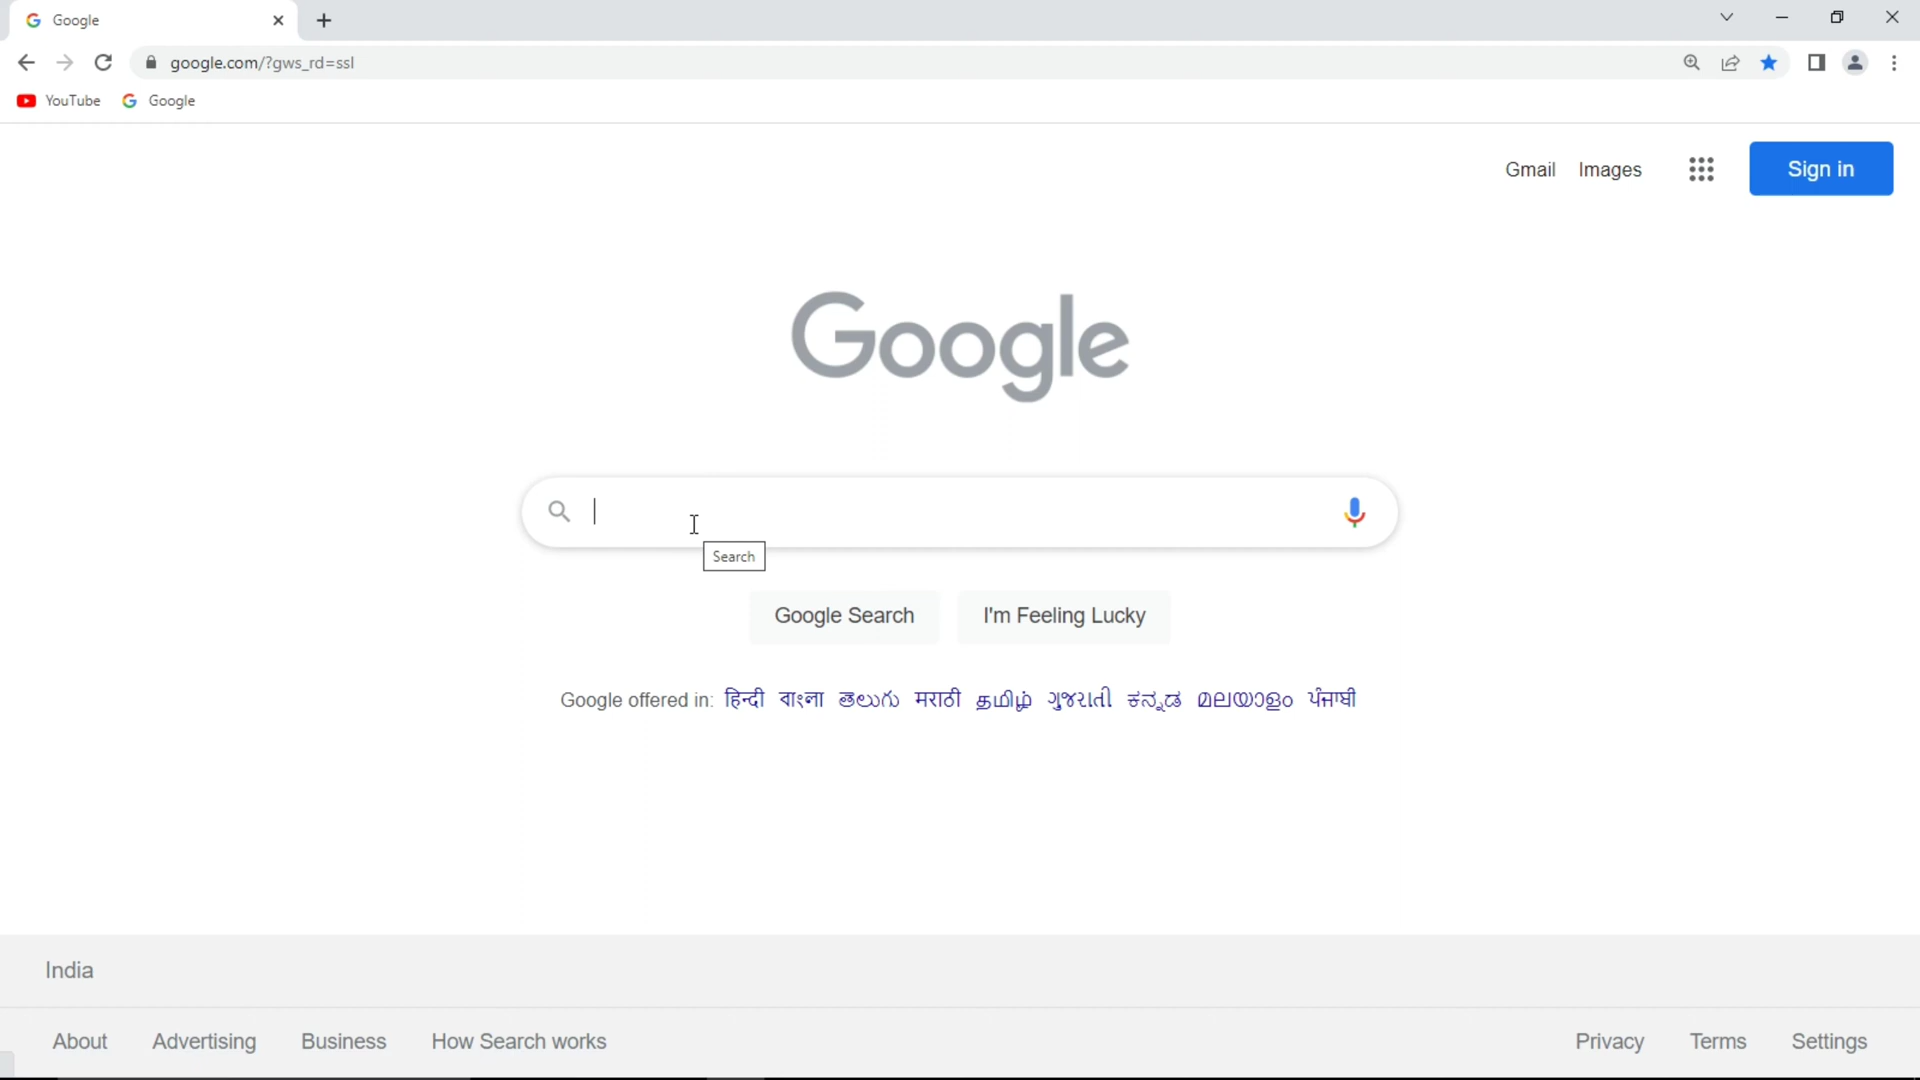 Google
google.com/?gws_rd=ssl
YouTube Google
Gmail Images Sign in
Google
Search
Google Search I'm Feeling Lucky
Google offered in: हिन्दी বাংলা తెలుగు मराठी தமிழ் ગુજરાતી ಕನ್ನಡ മലയാളം ਪੰਜਾਬੀ
India
About Advertising Business How Search works Privacy Terms Settings